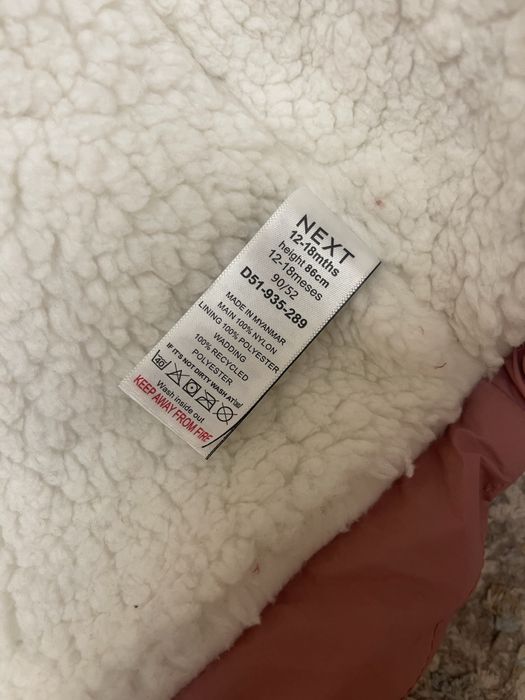 NEXT
12-18mths
height 86cm
12-18meses
90/52
D51-935-289
MADE IN MYANMAR
MAIN 100% NYLON
LINING 100% POLYESTER
WADDING
100% RECYCLED
POLYESTER
IF IT'S NOT DIRTY WASH AT
40
Wash inside out
KEEP AWAY FROM FIRE